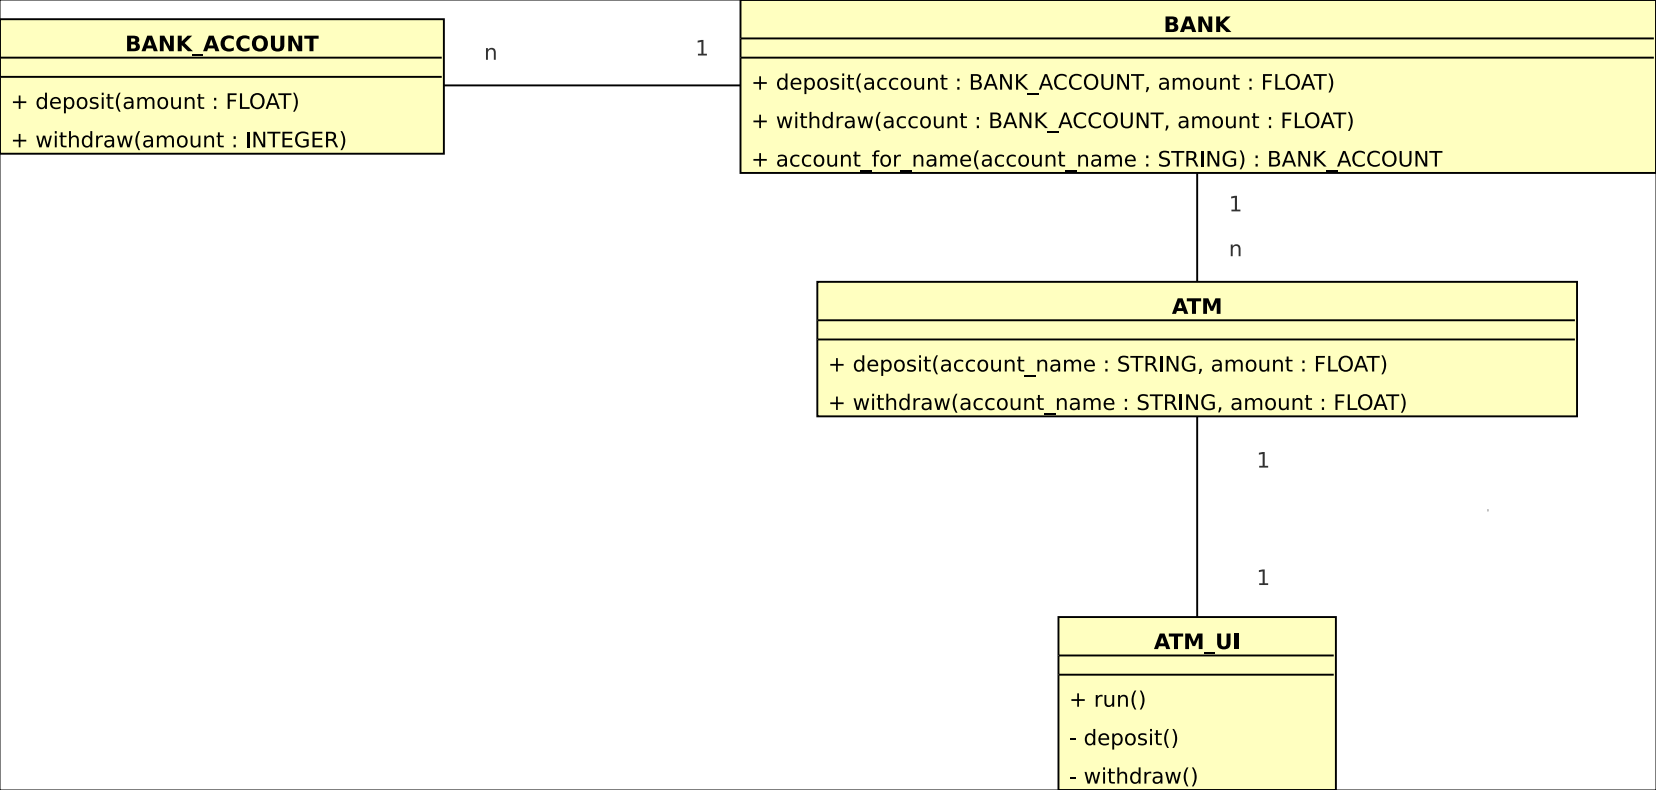 BANK_ACCOUNT
+ deposit(amount : FLOAT)
+ withdraw(amount : INTEGER)
n
1
BANK
+ deposit(account : BANK_ACCOUNT, amount : FLOAT)
+ withdraw(account : BANK_ACCOUNT, amount : FLOAT)
+ account_for_name(account_name : STRING) : BANK_ACCOUNT
1
n
ATM
+ deposit(account_name : STRING, amount : FLOAT)
+ withdraw(account_name : STRING, amount : FLOAT)
1
1
ATM_UI
+ run()
- deposit()
- withdraw()